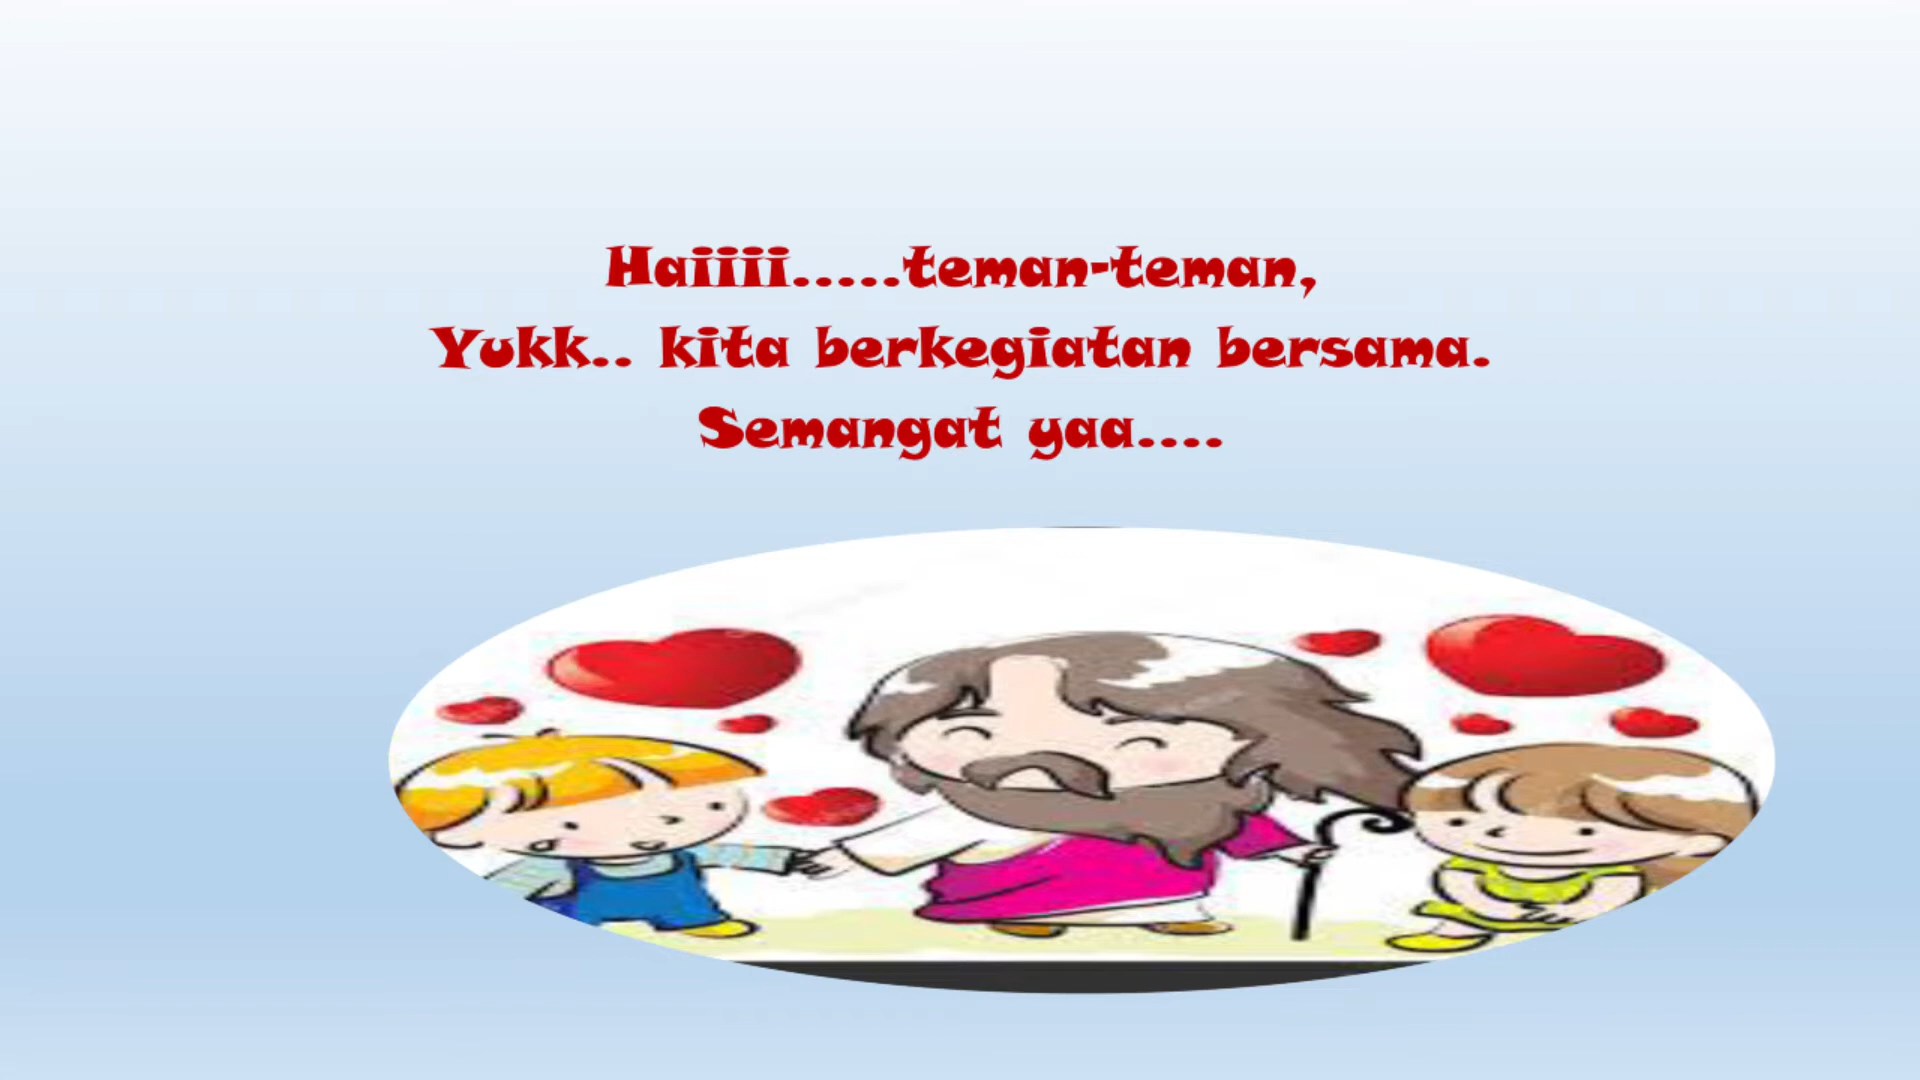 Haiiii.....teman-teman,
Yukk.. kita berkegiatan bersama.
Semangat yaa....